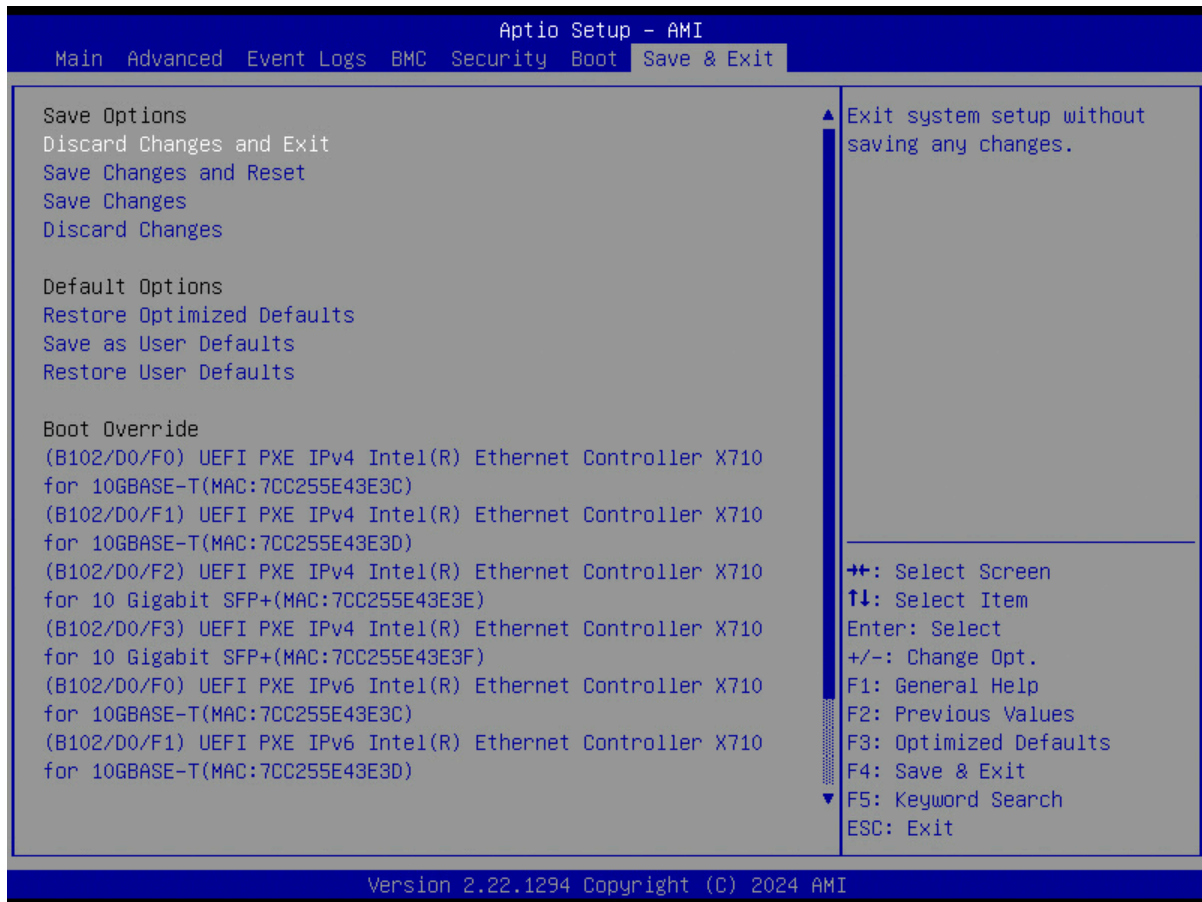 Aptio Setup – AMI
Main Advanced Event Logs BMC Security Boot Save & Exit
Save Options
Discard Changes and Exit
Save Changes and Reset
Save Changes
Discard Changes
Default Options
Restore Optimized Defaults
Save as User Defaults
Restore User Defaults
Boot Override
(B102/D0/F0) UEFI PXE IPv4 Intel(R) Ethernet Controller X710
for 10GBASE-T(MAC:7CC255E43E3C)
(B102/D0/F1) UEFI PXE IPv4 Intel(R) Ethernet Controller X710
for 10GBASE-T(MAC:7CC255E43E3D)
(B102/D0/F2) UEFI PXE IPv4 Intel(R) Ethernet Controller X710
for 10 Gigabit SFP+(MAC:7CC255E43E3E)
(B102/D0/F3) UEFI PXE IPv4 Intel(R) Ethernet Controller X710
for 10 Gigabit SFP+(MAC:7CC255E43E3F)
(B102/D0/F0) UEFI PXE IPv6 Intel(R) Ethernet Controller X710
for 10GBASE-T(MAC:7CC255E43E3C)
(B102/D0/F1) UEFI PXE IPv6 Intel(R) Ethernet Controller X710
for 10GBASE-T(MAC:7CC255E43E3D)
Exit system setup without
saving any changes.
→←: Select Screen
↑↓: Select Item
Enter: Select
+/-: Change Opt.
F1: General Help
F2: Previous Values
F3: Optimized Defaults
F4: Save & Exit
F5: Keyword Search
ESC: Exit
Version 2.22.1294 Copyright (C) 2024 AMI